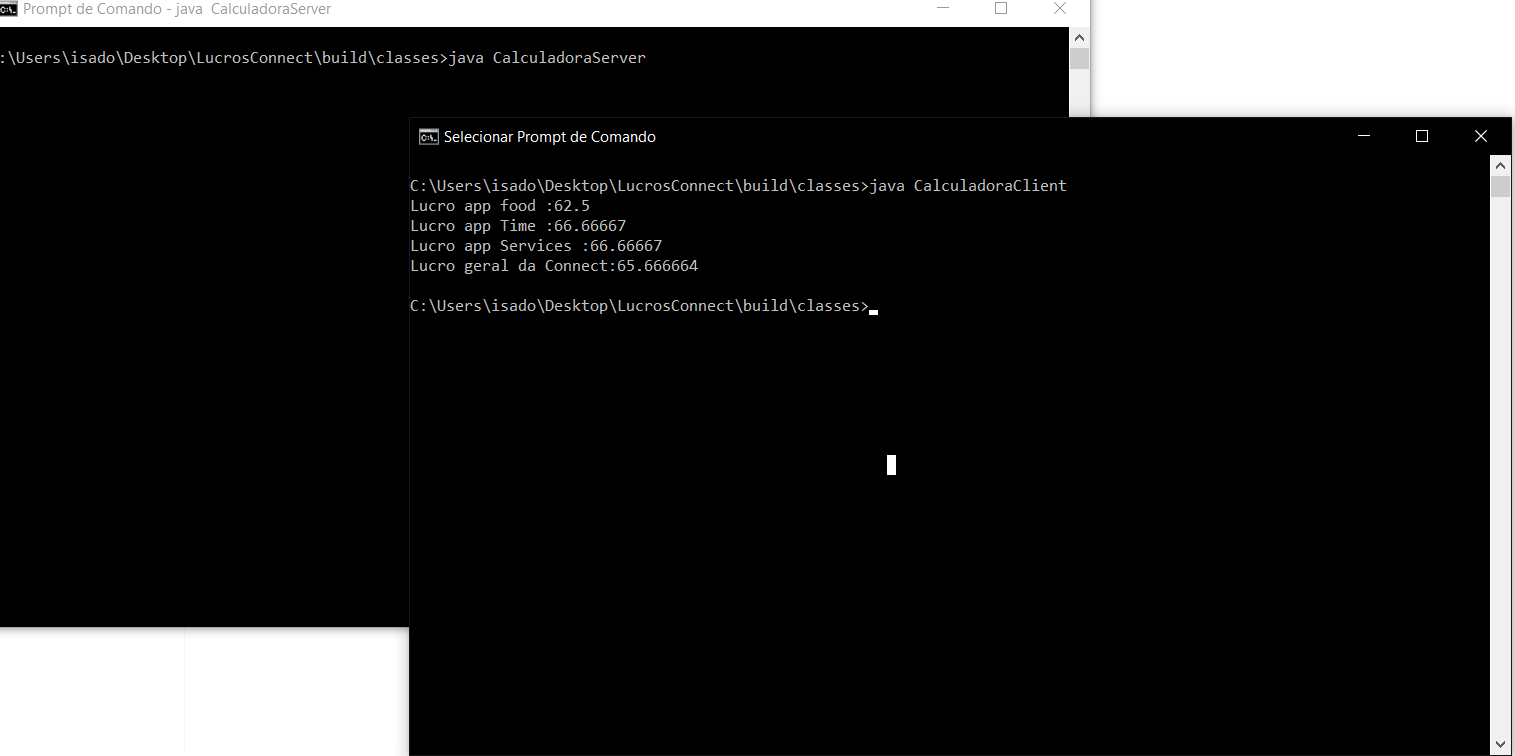 Prompt de Comando - java CalculadoraServer
:\Users\isado\Desktop\LucrosConnect\build\classes>java CalculadoraServer
Selecionar Prompt de Comando
C:\Users\isado\Desktop\LucrosConnect\build\classes>java CalculadoraClient
Lucro app food :62.5
Lucro app Time :66.66667
Lucro app Services :66.66667
Lucro geral da Connect:65.666664
C:\Users\isado\Desktop\LucrosConnect\build\classes>